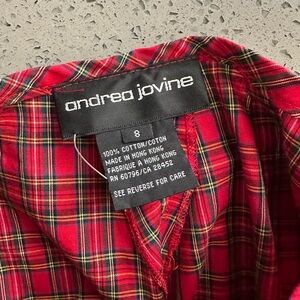 andrea jovine
8
100% COTTON/COTON
MADE IN HONG KONG
FABRIQUE A HONG KONG
RN 60796/CA 28452
SEE REVERSE FOR CARE